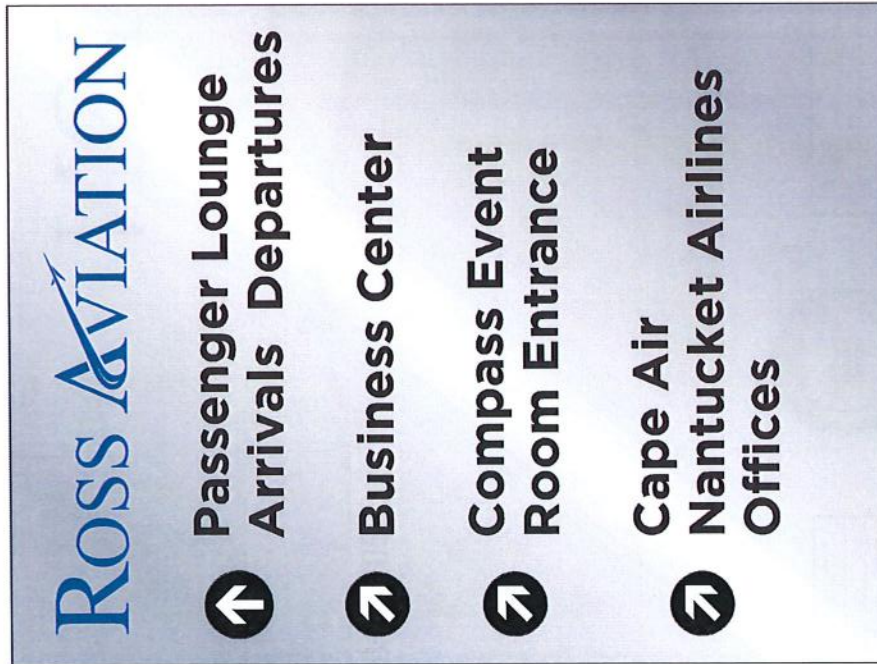 ROSS AVIATION
Passenger Lounge
Arrivals Departures
Business Center
Compass Event
Room Entrance
Cape Air
Nantucket Airlines
Offices